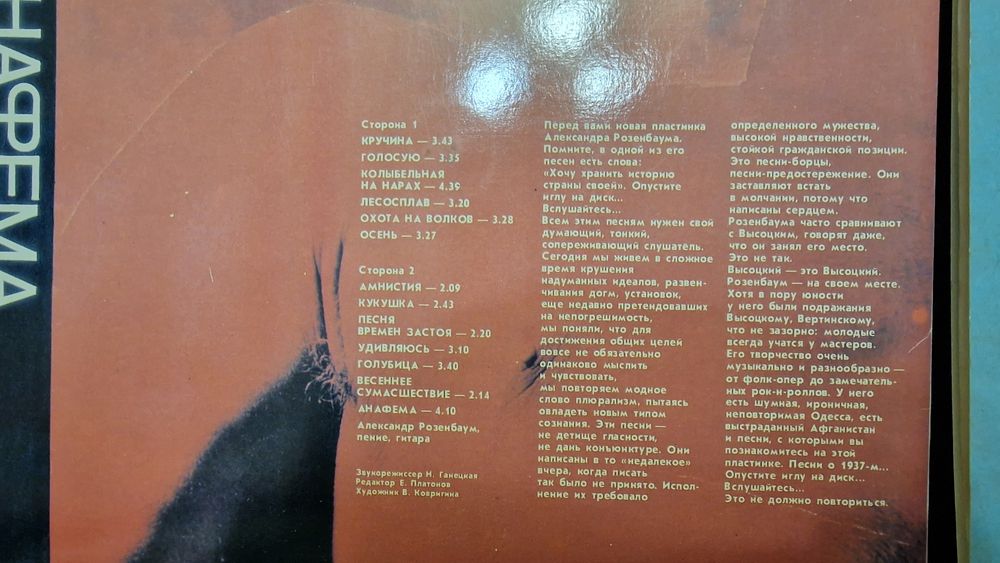 НАФЕМА
Сторона 1
КРУЧИНА — 3.43
ГОЛОСУЮ — 3.35
КОЛЫБЕЛЬНАЯ
НА НАРАХ — 4.39
ЛЕСОСПЛАВ — 3.20
ОХОТА НА ВОЛКОВ — 3.28
ОСЕНЬ — 3.27
Сторона 2
АМНИСТИЯ — 2.09
КУКУШКА — 2.43
ПЕСНЯ
ВРЕМЕН ЗАСТОЯ — 2.20
УДИВЛЯЮСЬ — 3.10
ГОЛУБИЦА — 3.40
ВЕСЕННЕЕ
СУМАСШЕСТВИЕ — 2.14
АНАФЕМА — 4.10
Александр Розенбаум,
пение, гитара
Звукорежиссер Н. Ганецкая
Редактор Е. Платонов
Художник В. Ковригина
Перед вами новая пластинка
Александра Розенбаума.
Помните, в одной из его
песен есть слова:
«Хочу хранить историю
страны своей». Опустите
иглу на диск...
Вслушайтесь...
Всем этим песням нужен свой
думающий, тонкий,
сопереживающий слушатель.
Сегодня мы живем в сложное
время крушения
надуманных идеалов, развен-
чивания догм, установок,
еще недавно претендовавших
на непогрешимость,
мы поняли, что для
достижения общих целей
вовсе не обязательно
одинаково мыслить
и чувствовать,
мы повторяем модное
слово плюрализм, пытаясь
овладеть новым типом
сознания. Эти песни —
не детище гласности,
не дань конъюнктуре. Они
написаны в то «недалекое»
вчера, когда писать
так было не принято. Испол-
нение их требовало
определенного мужества,
высокой нравственности,
стойкой гражданской позиции.
Это песни-борцы,
песни-предостережение. Они
заставляют встать
в молчании, потому что
написаны сердцем.
Розенбаума часто сравнивают
с Высоцким, говорят даже,
что он занял его место.
Это не так.
Высоцкий — это Высоцкий.
Розенбаум — на своем месте.
Хотя в пору юности
у него были подражания
Высоцкому, Вертинскому,
что не зазорно: молодые
всегда учатся у мастеров.
Его творчество очень
музыкально и разнообразно —
от фолк-опер до замечатель-
ных рок-н-роллов. У него
есть шумная, ироничная,
неповторимая Одесса, есть
выстраданный Афганистан
и песни, с которыми вы
познакомитесь на этой
пластинке. Песни о 1937-м...
Опустите иглу на диск...
Вслушайтесь...
Это не должно повториться.